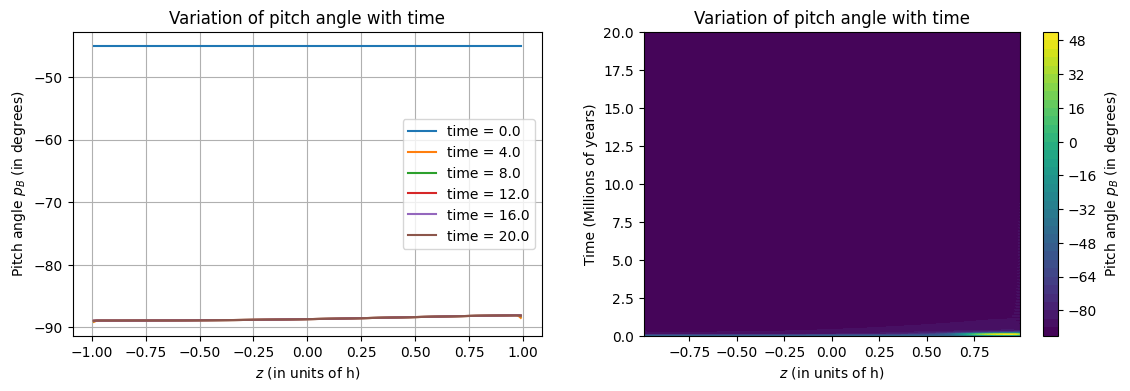 Variation of pitch angle with time
Pitch angle p_B (in degrees)
−50
−60
−70
−80
−90
time = 0.0
time = 4.0
time = 8.0
time = 12.0
time = 16.0
time = 20.0
−1.00 −0.75 −0.50 −0.25 0.00 0.25 0.50 0.75 1.00
z (in units of h)
Variation of pitch angle with time
Time (Millions of years)
20.0
17.5
15.0
12.5
10.0
7.5
5.0
2.5
0.0
−0.75 −0.50 −0.25 0.00 0.25 0.50 0.75
z (in units of h)
48
32
16
0
−16
−32
−48
−64
−80
Pitch angle p_B (in degrees)